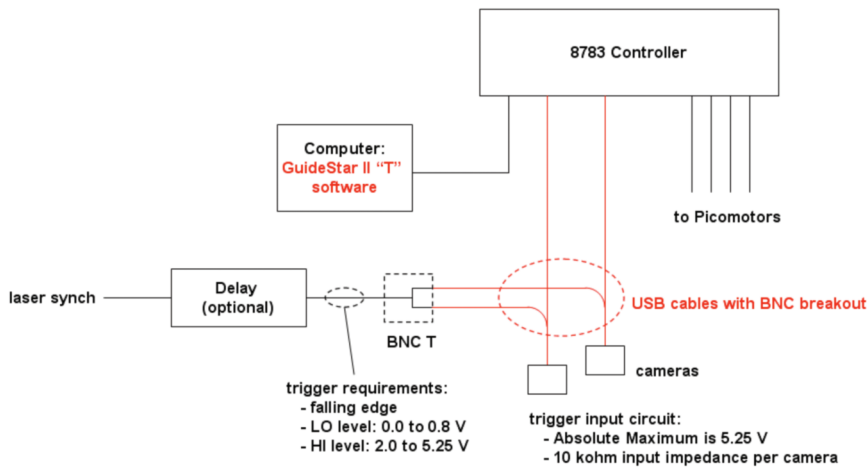 8783 Controller
Computer:
GuideStar II "T"
software
to Picomotors
laser synch
Delay
(optional)
BNC T
USB cables with BNC breakout
cameras
trigger requirements:
- falling edge
- LO level: 0.0 to 0.8 V
- HI level: 2.0 to 5.25 V
trigger input circuit:
- Absolute Maximum is 5.25 V
- 10 kohm input impedance per camera